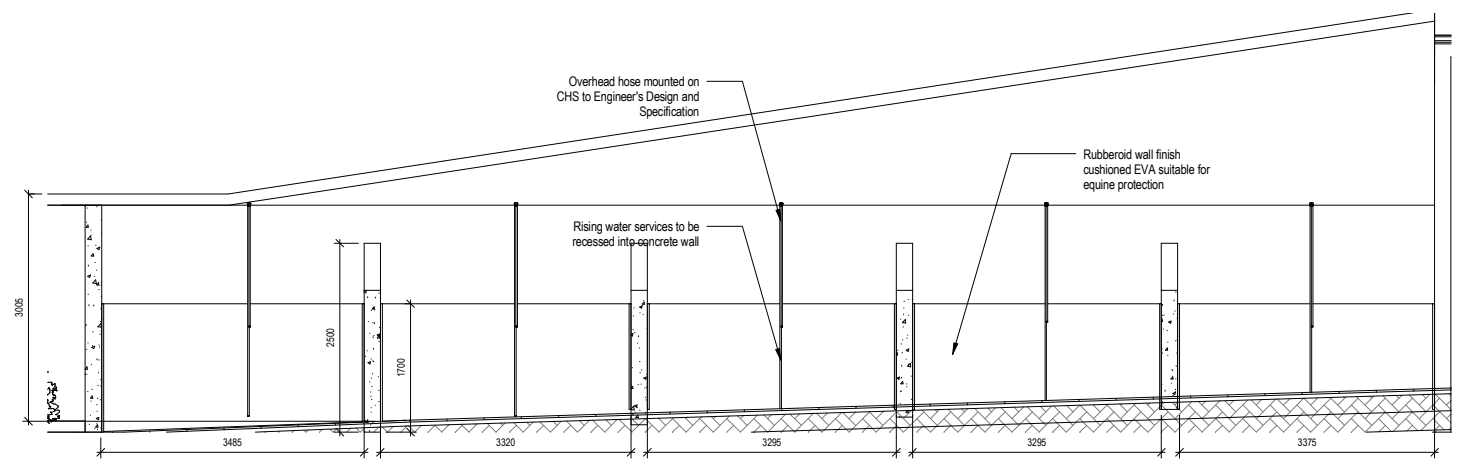 Overhead hose mounted on
CHS to Engineer's Design and
Specification
Rubberoid wall finish
cushioned EVA suitable for
equine protection
Rising water services to be
recessed into concrete wall
3005
2500
1700
3485
3320
3295
3295
3375